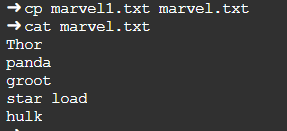 ➜cp marvel1.txt marvel.txt
➜cat marvel.txt
Thor
panda
groot
star load
hulk